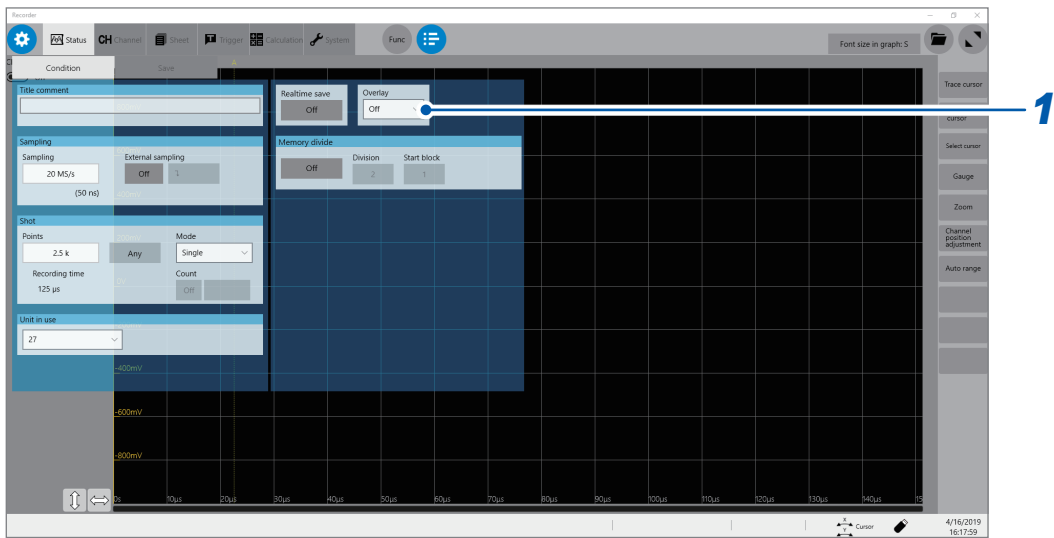 Recorder
Status
CH Channel
Sheet
Trigger
Calculation
System
Func
Font size in graph: S
Condition
Save
A
Title comment
Realtime save
Off
Overlay
Off
1
Sampling
Sampling
20 MS/s
(50 ns)
External sampling
Off
Memory divide
Off
Division
2
Start block
1
Shot
Points
2.5 k
Any
Mode
Single
Recording time
125 µs
Count
Off
Unit in use
27
-400mV
-600mV
-800mV
0s
10µs
20µs
30µs
40µs
50µs
60µs
70µs
80µs
90µs
100µs
110µs
120µs
130µs
140µs
15
Trace cursor
cursor
Select cursor
Gauge
Zoom
Channel
position
adjustment
Auto range
X
Y
Cursor
4/16/2019
16:17:59